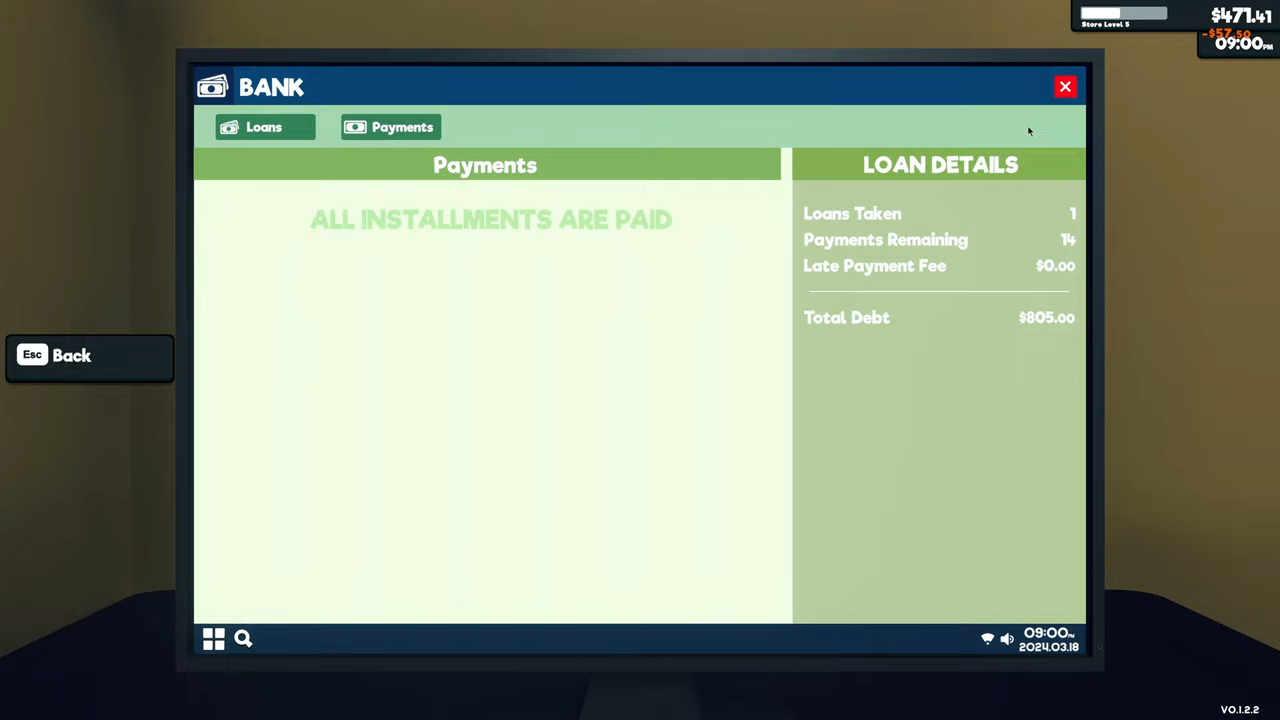 $471.41
Store Level 5
-$57.50
09:00PM
BANK
Loans
Payments
Payments
LOAN DETAILS
ALL INSTALLMENTS ARE PAID
Loans Taken 1
Payments Remaining 14
Late Payment Fee $0.00
Total Debt $805.00
Esc Back
09:00PM
2024.03.18
V0.1.2.2